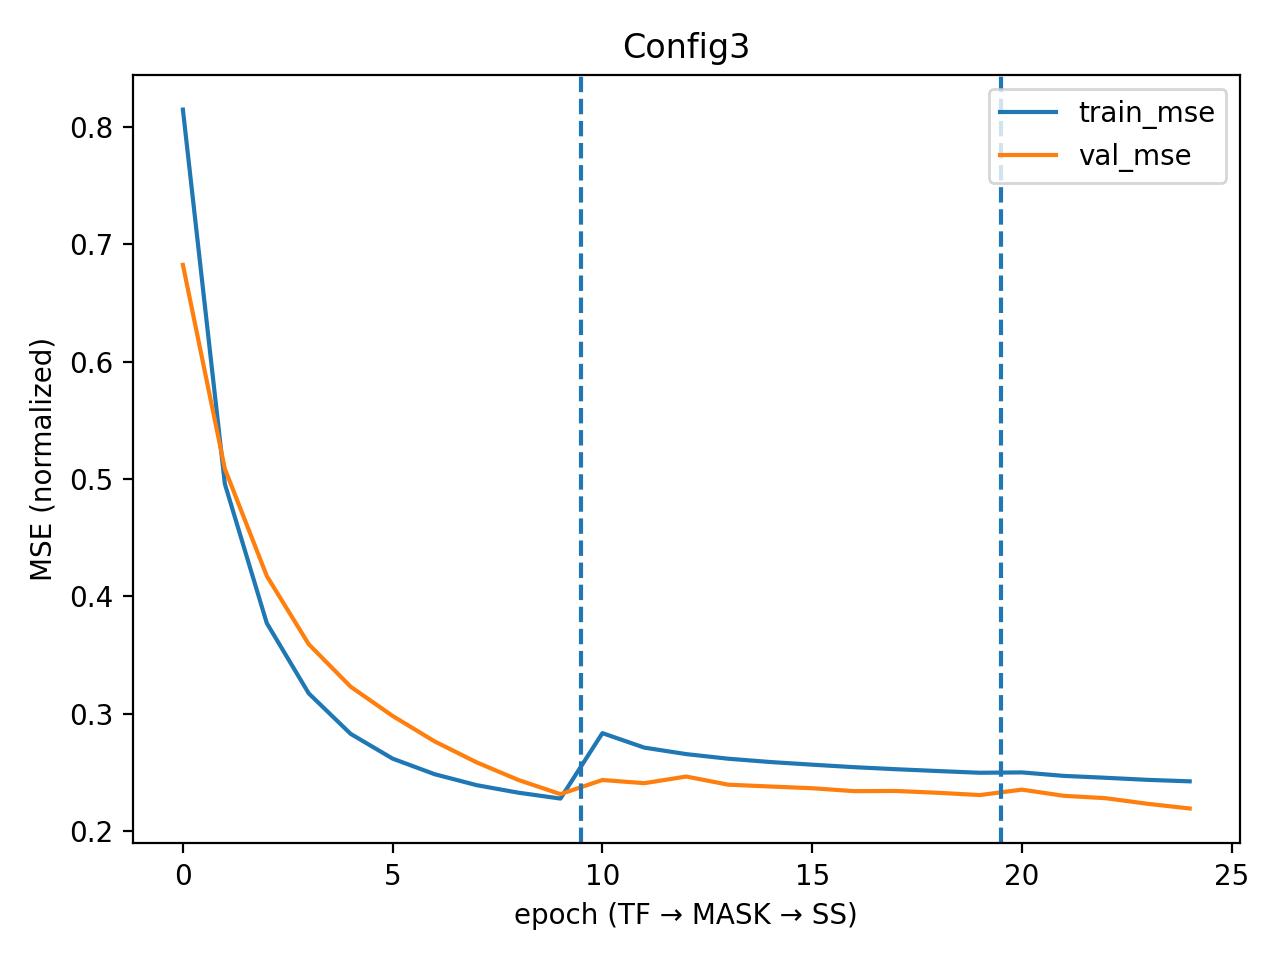 Config3
train_mse
val_mse
MSE (normalized)
0.8
0.7
0.6
0.5
0.4
0.3
0.2
0 5 10 15 20 25
epoch (TF → MASK → SS)